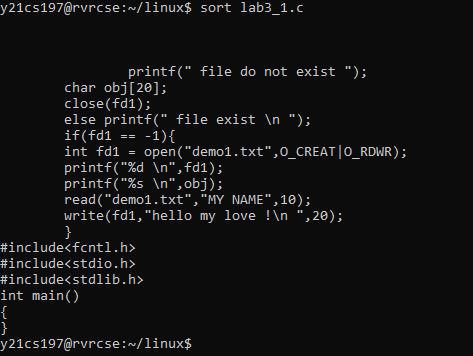 y21cs197@rvrcse:~/linux$ sort lab3_1.c
                printf(" file do not exist ");
        char obj[20];
        close(fd1);
        else printf(" file exist \n ");
        if(fd1 == -1){
        int fd1 = open("demo1.txt",O_CREAT|O_RDWR);
        printf("%d \n",fd1);
        printf("%s \n",obj);
        read("demo1.txt","MY NAME",10);
        write(fd1,"hello my love !\n ",20);
        }
#include<fcntl.h>
#include<stdio.h>
#include<stdlib.h>
int main()
{
}
y21cs197@rvrcse:~/linux$